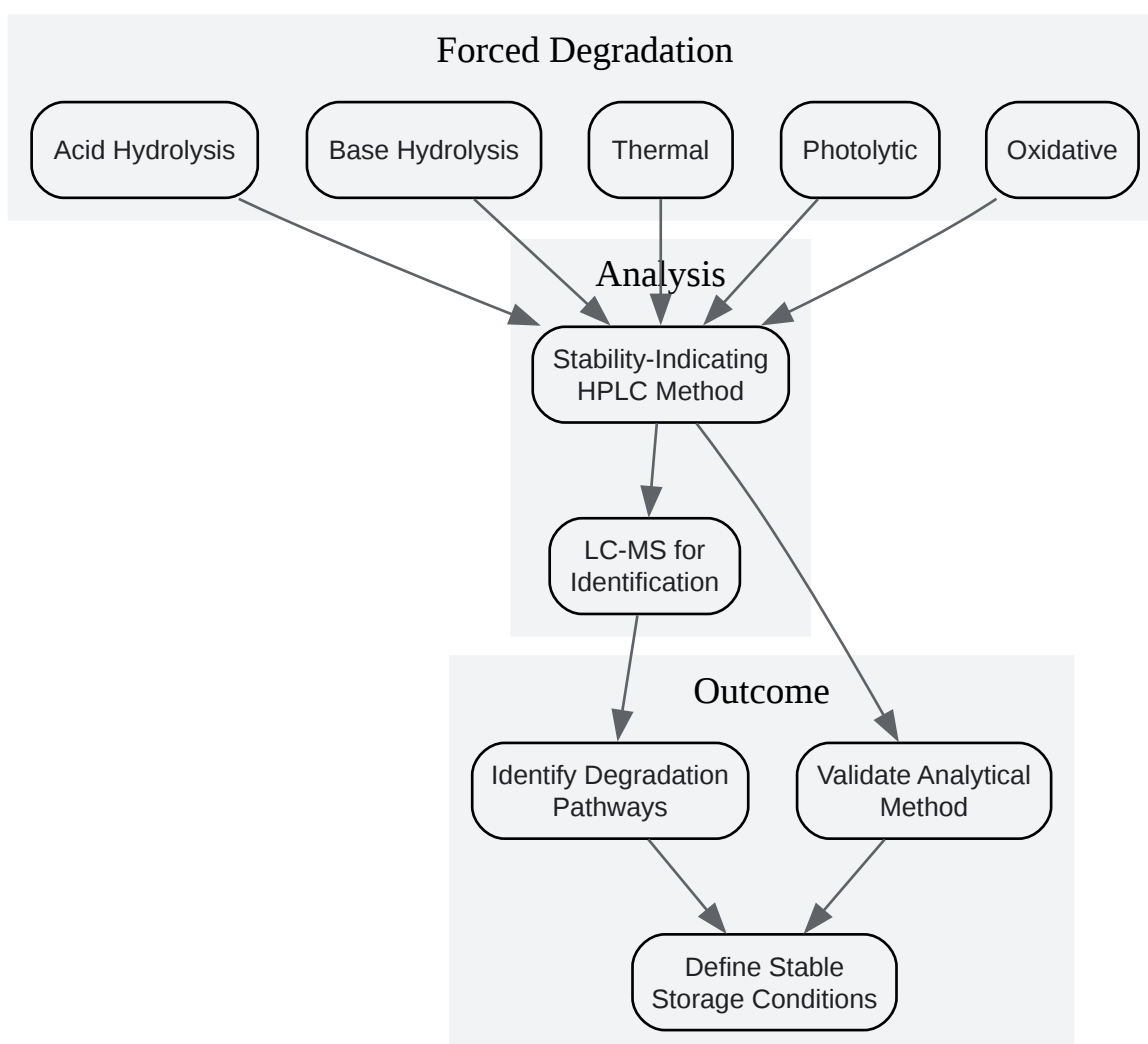 Forced Degradation
Acid Hydrolysis
Base Hydrolysis
Thermal
Photolytic
Oxidative
Analysis
Stability-Indicating
HPLC Method
LC-MS for
Identification
Outcome
Identify Degradation
Pathways
Validate Analytical
Method
Define Stable
Storage Conditions